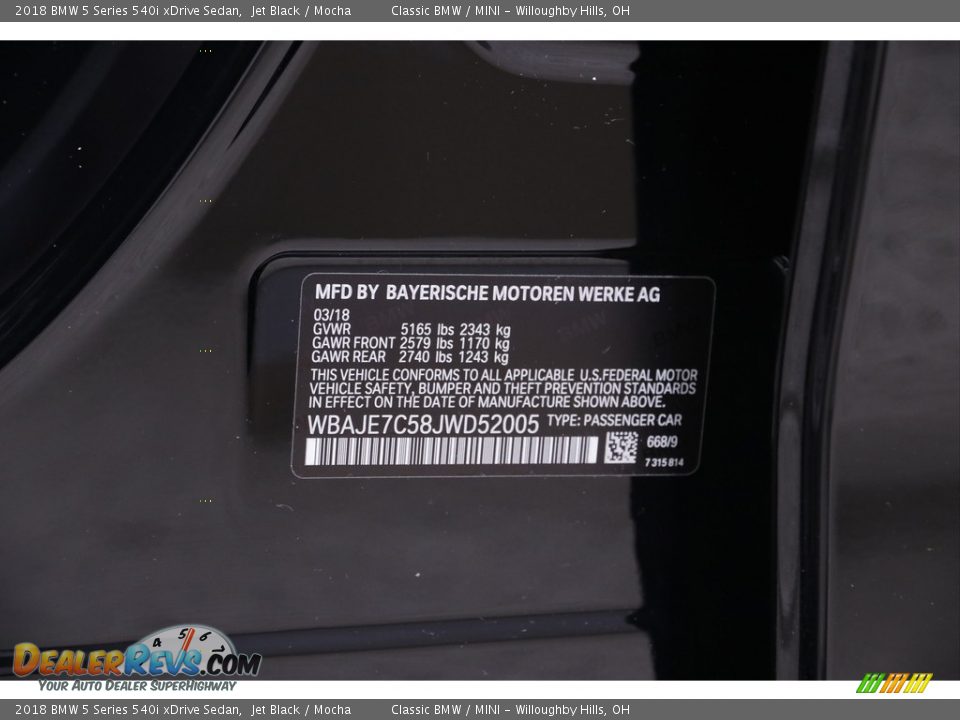 2018 BMW 5 Series 540i xDrive Sedan, Jet Black / Mocha Classic BMW / MINI - Willoughby Hills, OH
MFD BY BAYERISCHE MOTOREN WERKE AG
03/18
GVWR 5165 lbs 2343 kg
GAWR FRONT 2579 lbs 1170 kg
GAWR REAR 2740 lbs 1243 kg
THIS VEHICLE CONFORMS TO ALL APPLICABLE U.S.FEDERAL MOTOR
VEHICLE SAFETY, BUMPER AND THEFT PREVENTION STANDARDS
IN EFFECT ON THE DATE OF MANUFACTURE SHOWN ABOVE.
WBAJE7C58JWD52005 TYPE: PASSENGER CAR
668/9
7315814
4 5 6
DEALERREVS.COM
YOUR AUTO DEALER SUPERHIGHWAY
2018 BMW 5 Series 540i xDrive Sedan, Jet Black / Mocha Classic BMW / MINI - Willoughby Hills, OH